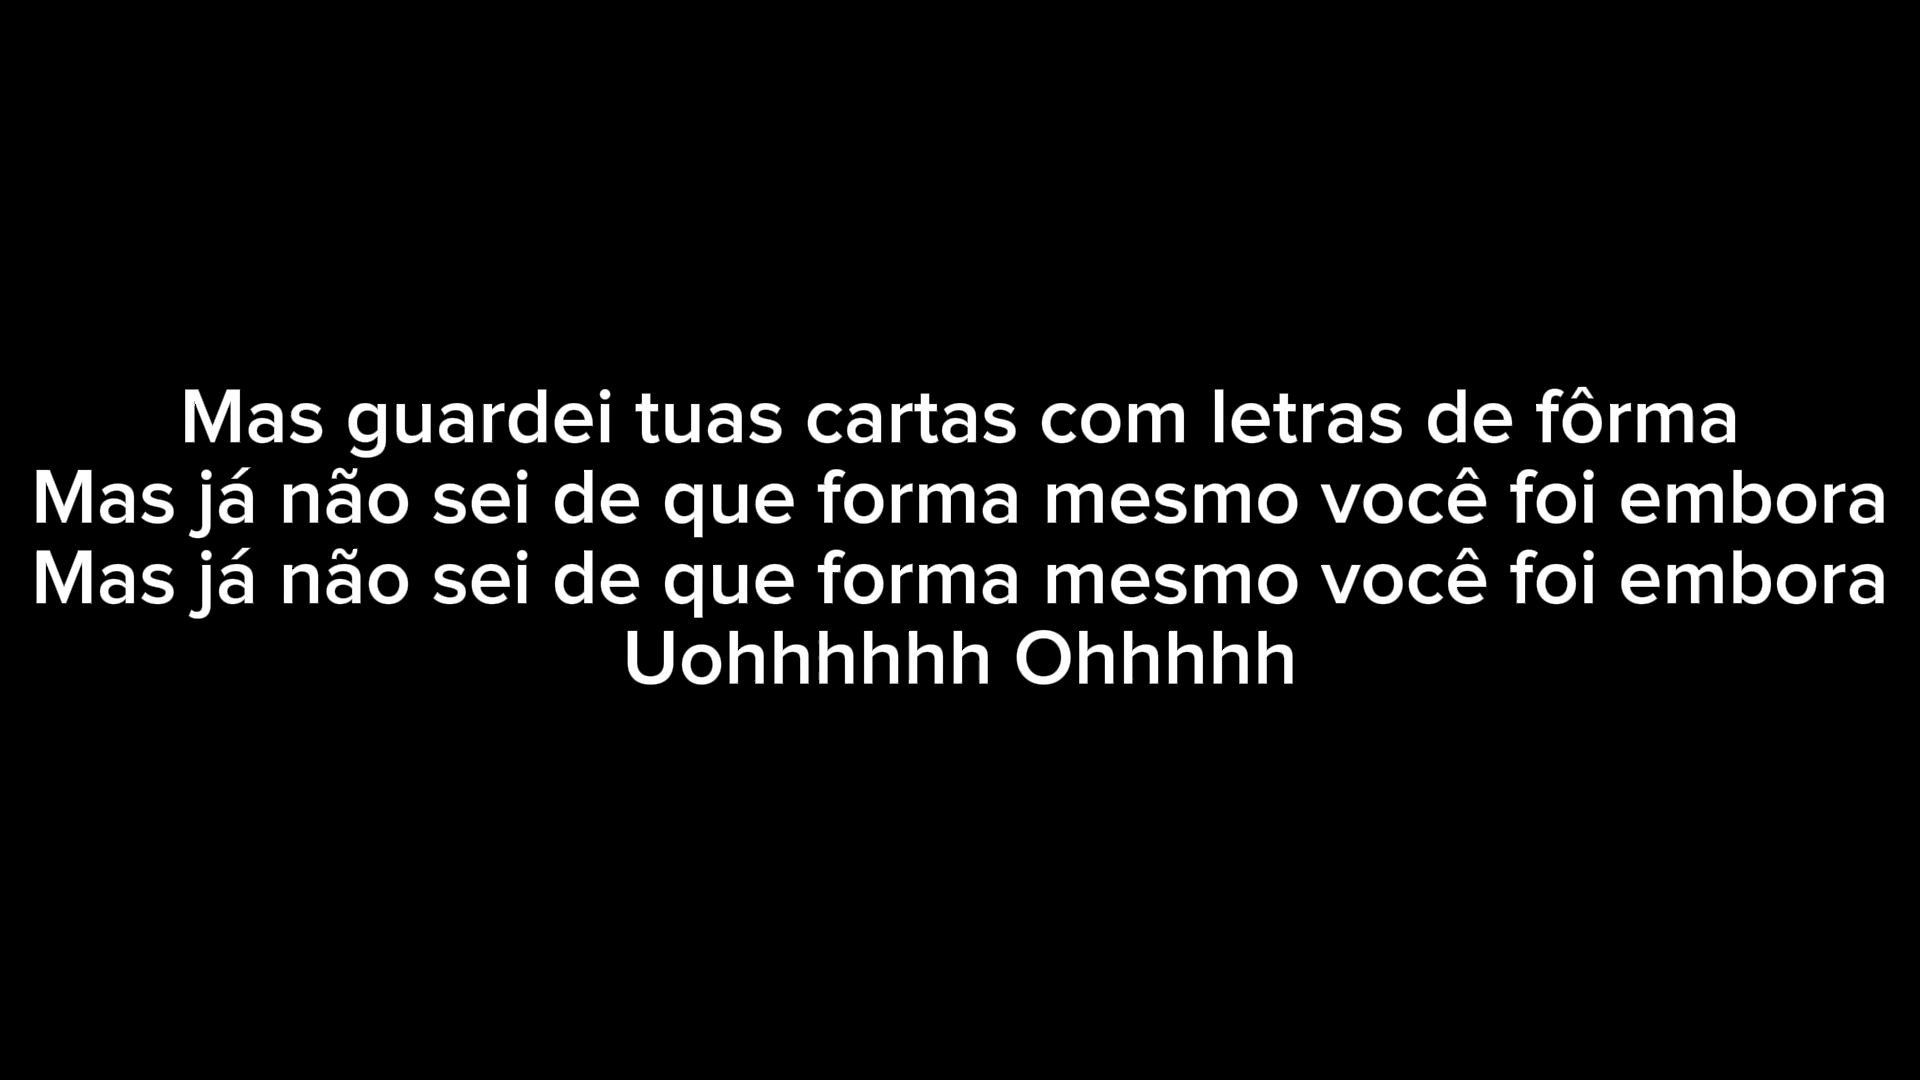 Mas guardei tuas cartas com letras de fôrma
Mas já não sei de que forma mesmo você foi embora
Mas já não sei de que forma mesmo você foi embora
Uohhhhhh Ohhhhh